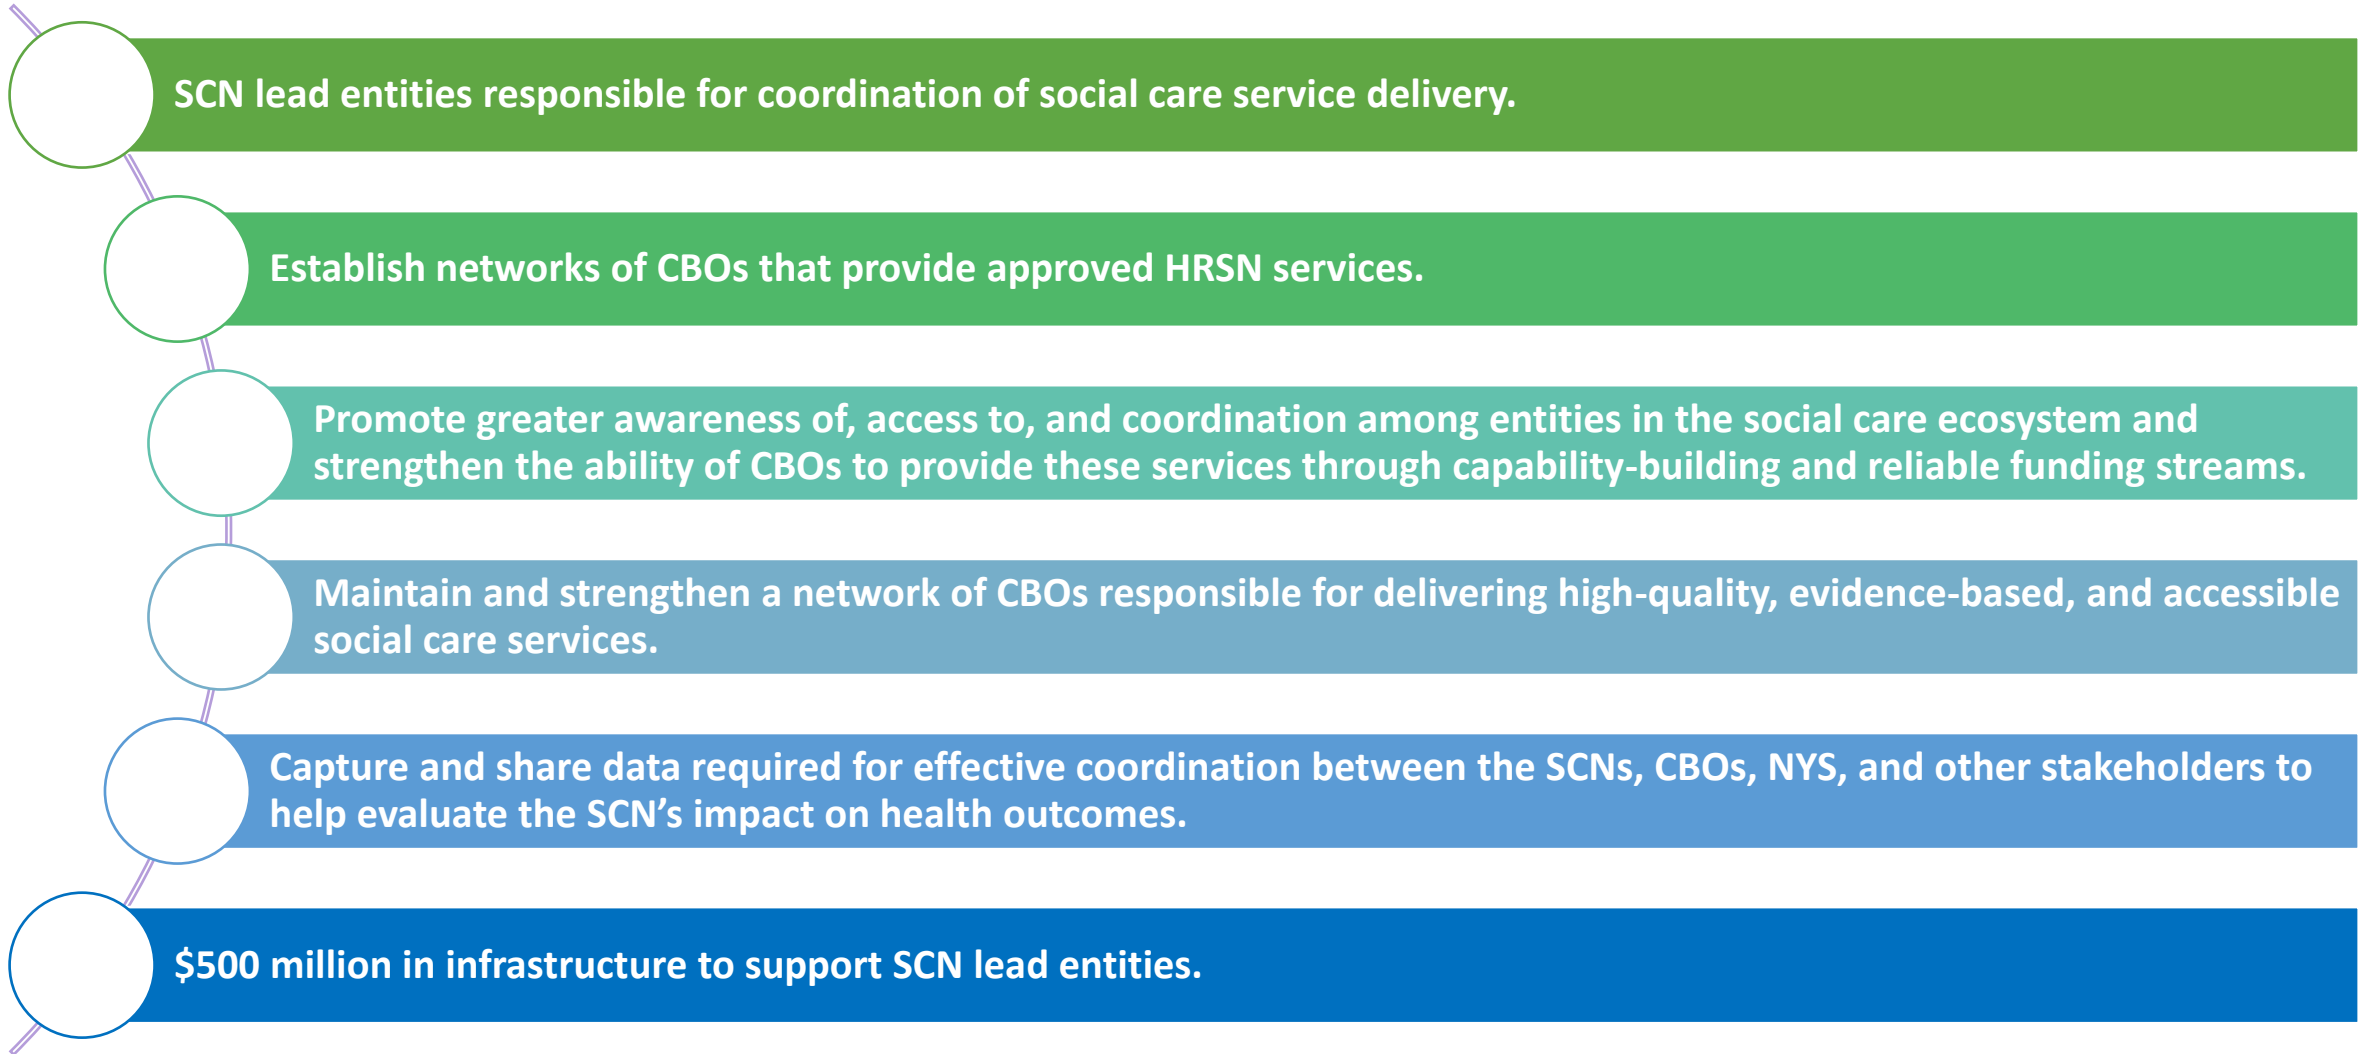 SCN lead entities responsible for coordination of social care service delivery.
Establish networks of CBOs that provide approved HRSN services.
Promote greater awareness of, access to, and coordination among entities in the social care ecosystem and
strengthen the ability of CBOs to provide these services through capability-building and reliable funding streams.
Maintain and strengthen a network of CBOs responsible for delivering high-quality, evidence-based, and accessible
social care services.
Capture and share data required for effective coordination between the SCNs, CBOs, NYS, and other stakeholders to
help evaluate the SCN’s impact on health outcomes.
$500 million in infrastructure to support SCN lead entities.